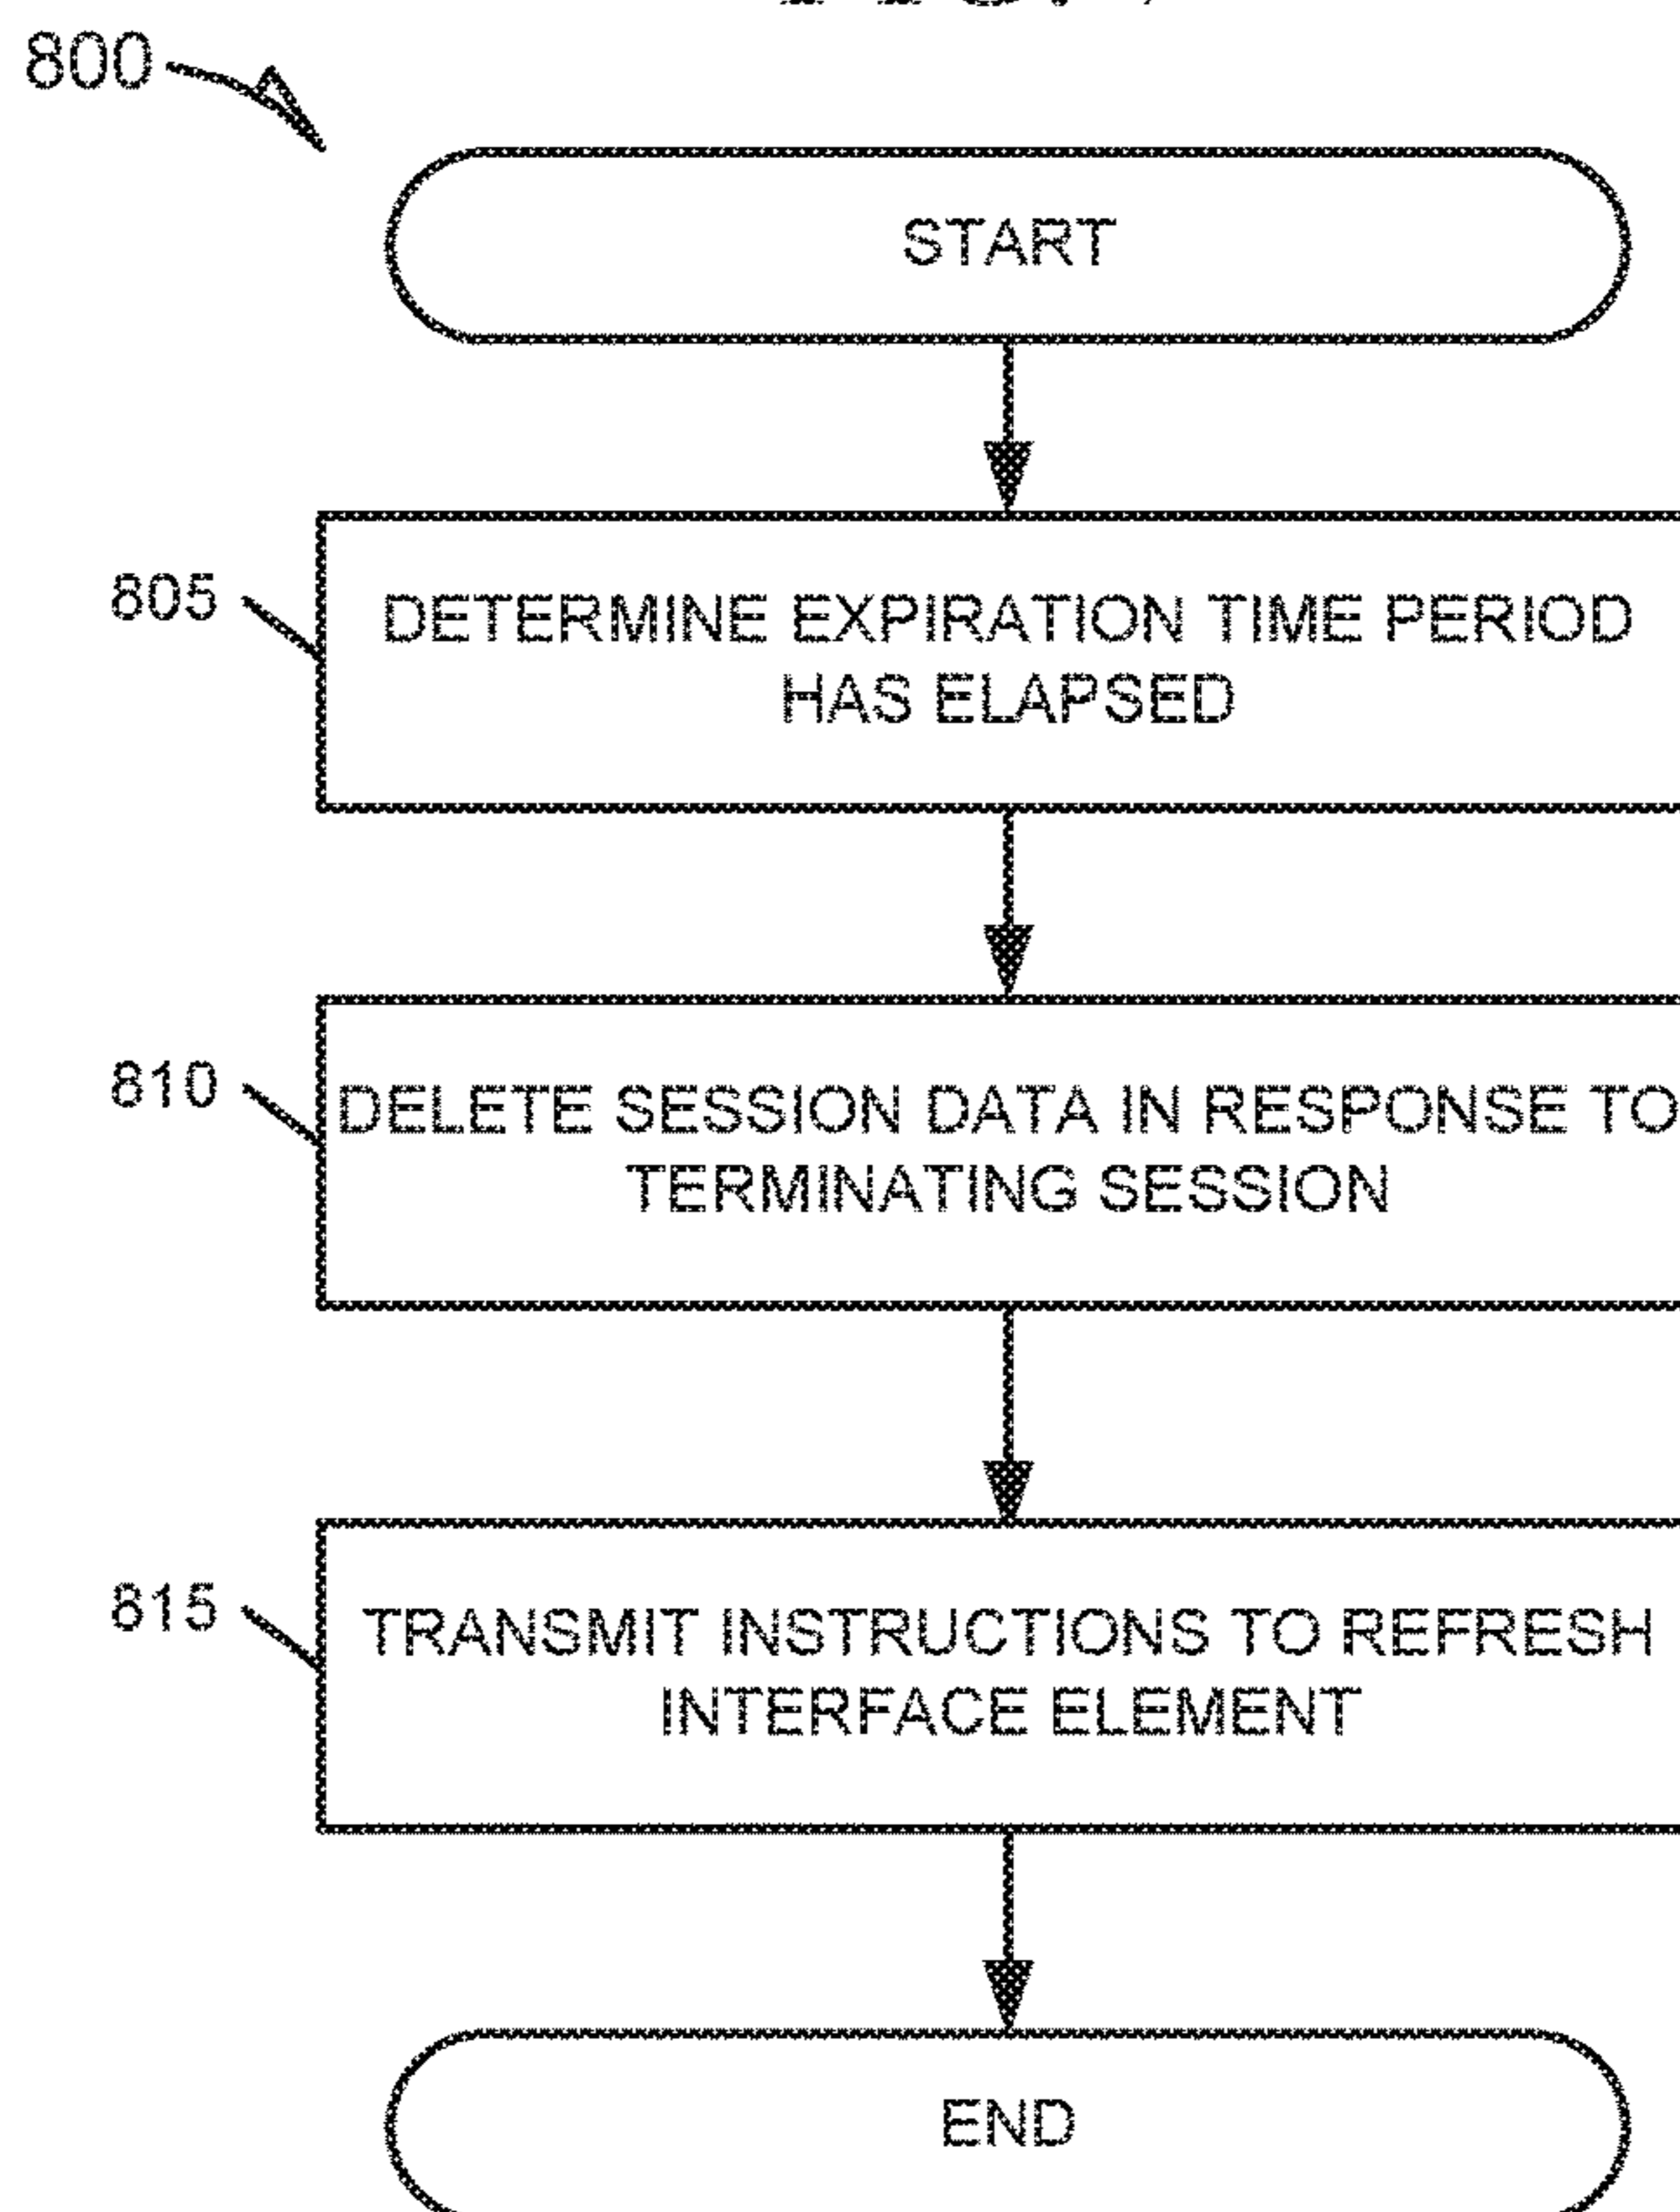 800
START
805
DETERMINE EXPIRATION TIME PERIOD
HAS ELAPSED
810
DELETE SESSION DATA IN RESPONSE TO
TERMINATING SESSION
815
TRANSMIT INSTRUCTIONS TO REFRESH
INTERFACE ELEMENT
END